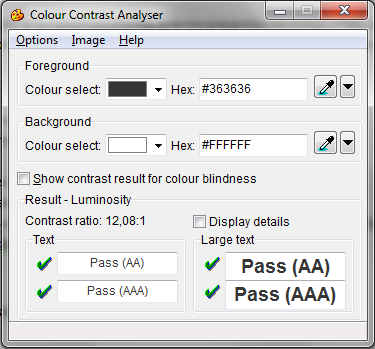 Colour Contrast Analyser
Options Image Help
Foreground
Colour select: Hex: #363636
Background
Colour select: Hex: #FFFFFF
Show contrast result for colour blindness
Result - Luminosity
Contrast ratio: 12,08:1 Display details
Text Large text
Pass (AA) Pass (AA)
Pass (AAA) Pass (AAA)